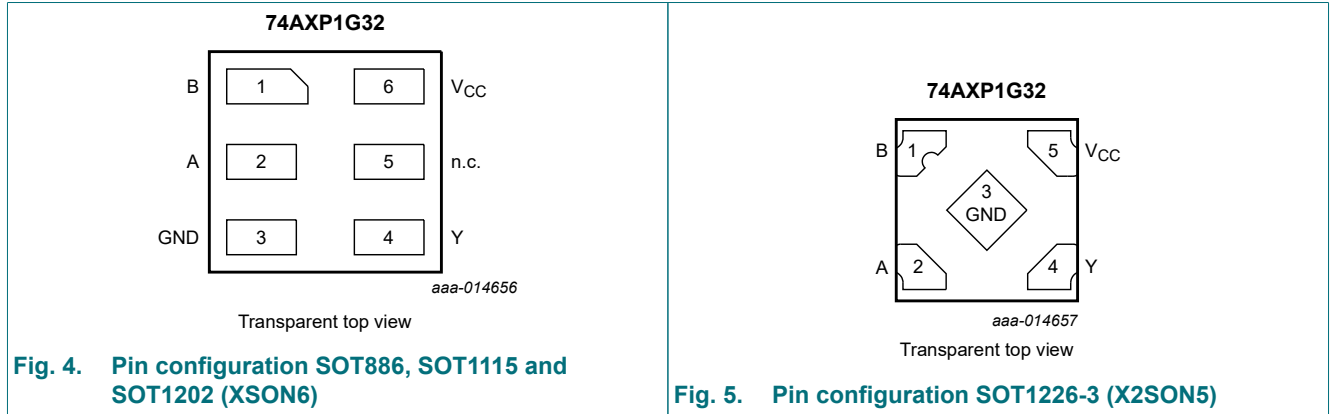 74AXP1G32
B 1 6 VCC
A 2 5 n.c.
GND 3 4 Y
aaa-014656
Transparent top view
Fig. 4. Pin configuration SOT886, SOT1115 and
SOT1202 (XSON6)
74AXP1G32
B 1 5 VCC
3
GND
A 2 4 Y
aaa-014657
Transparent top view
Fig. 5. Pin configuration SOT1226-3 (X2SON5)